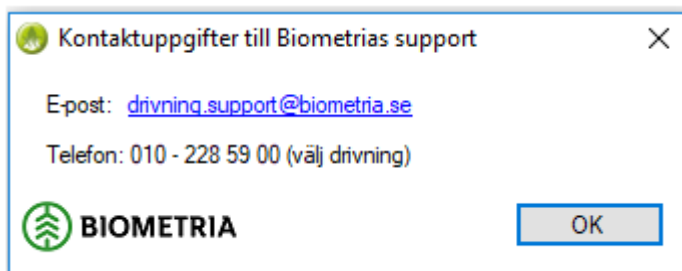 Kontaktuppgifter till Biometrias support
E-post: drivning.support@biometria.se
Telefon: 010 - 228 59 00 (välj drivning)
BIOMETRIA
OK